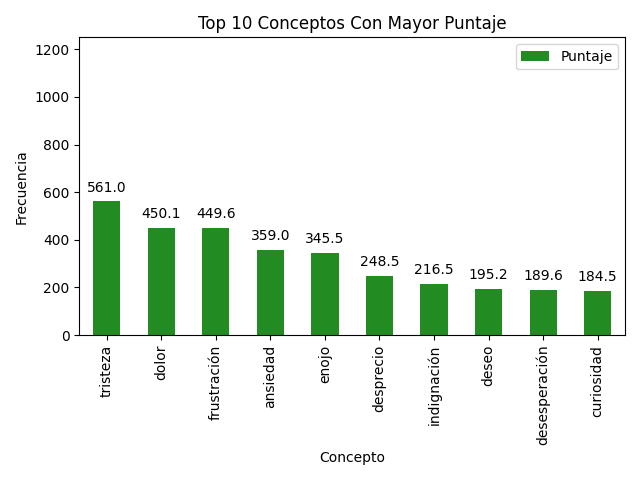 Top 10 Conceptos Con Mayor Puntaje
Puntaje
Frecuencia
1200
1000
800
600
400
200
0
561.0
450.1
449.6
359.0
345.5
248.5
216.5
195.2
189.6
184.5
tristeza
dolor
frustración
ansiedad
enojo
desprecio
indignación
deseo
desesperación
curiosidad
Concepto